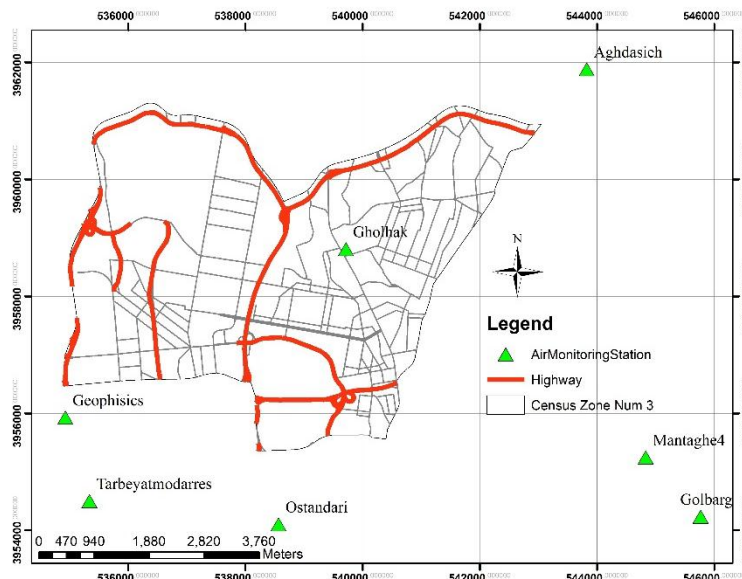 536000 538000 540000 542000 544000 546000
Aghdasich
3962000
3960000
Gholhak
N
3958000
Legend
AirMonitoringStation
Highway
Census Zone Num 3
Geophisics
3956000
Mantaghe4
Tarbeyatmodarres
Ostandari
Golbarg
3954000
0 470 940 1,880 2,820 3,760
Meters
536000 538000 540000 542000 544000 546000